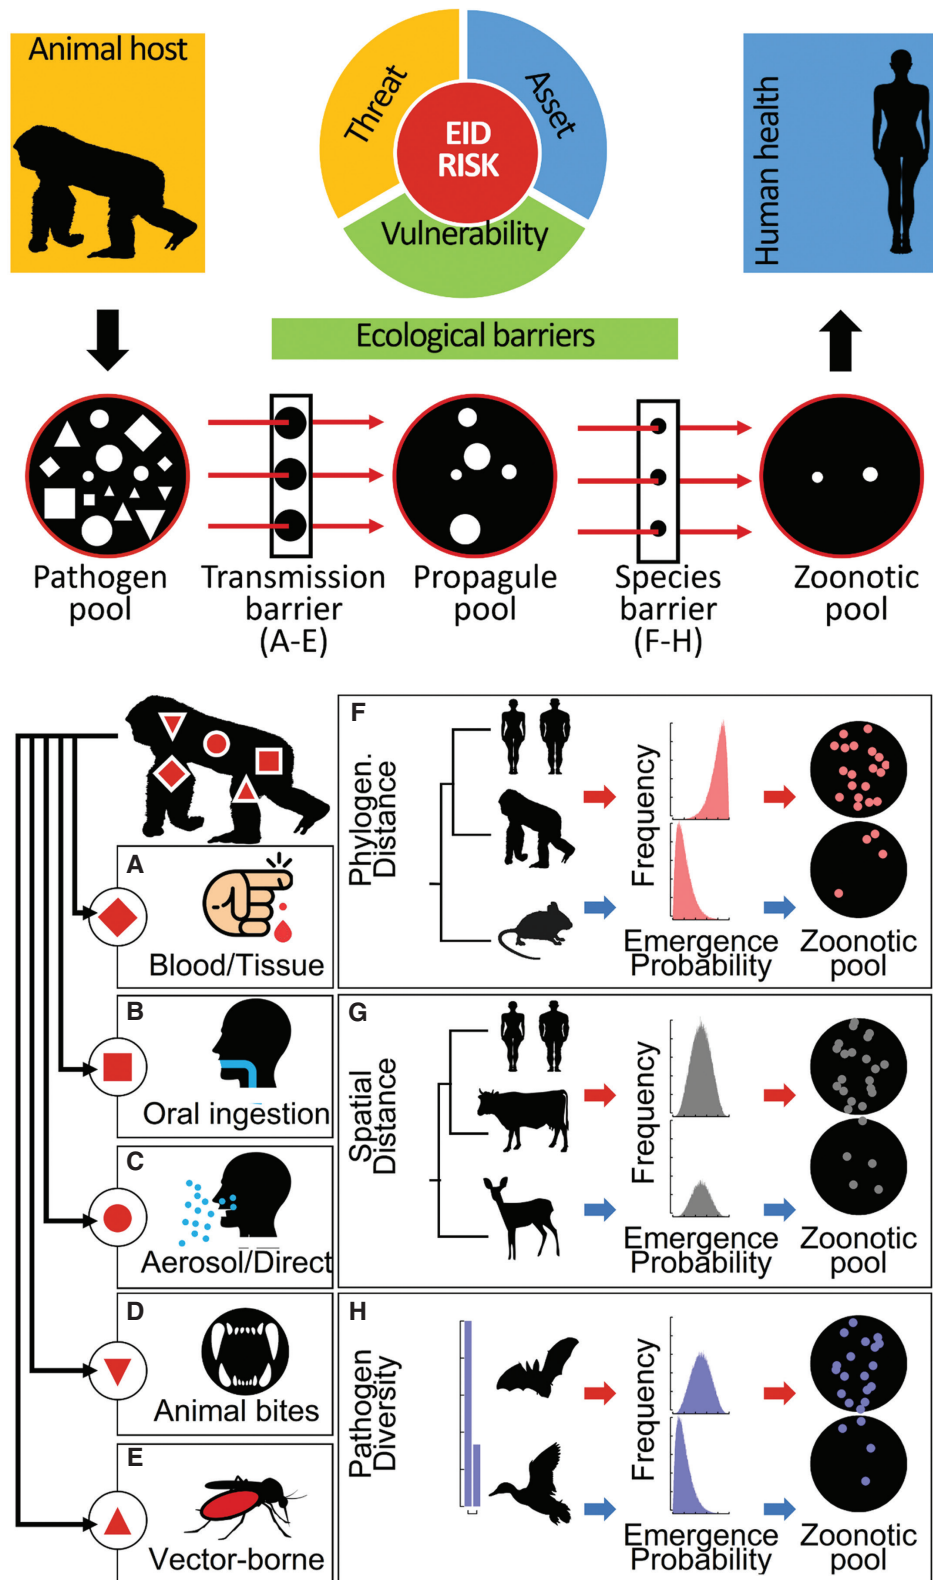 Animal host
Threat
Asset
EID
RISK
Vulnerability
Human health
Ecological barriers
Pathogen
pool
Transmission
barrier
(A-E)
Propagule
pool
Species
barrier
(F-H)
Zoonotic
pool
A
Blood/Tissue
B
Oral ingestion
C
Aerosol/Direct
D
Animal bites
E
Vector-borne
F
Phylogen.
Distance
Frequency
Emergence
Probability
Zoonotic
pool
G
Spatial
Distance
Frequency
Emergence
Probability
Zoonotic
pool
H
Pathogen
Diversity
Frequency
Emergence
Probability
Zoonotic
pool